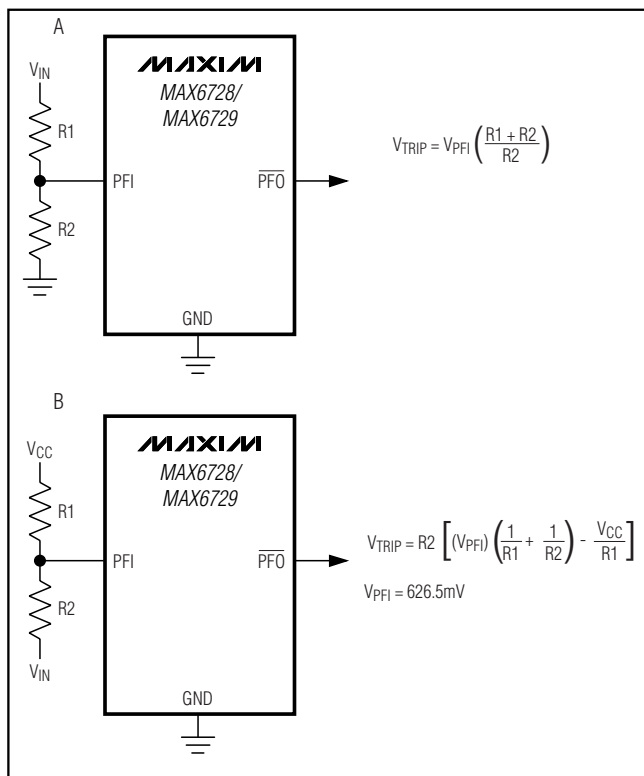 A
VIN
MAXIM
MAX6728/
MAX6729
R1
PFI
PFO
R2
GND
VTRIP = VPFI (R1 + R2 / R2)
B
VCC
MAXIM
MAX6728/
MAX6729
R1
PFI
PFO
R2
VIN
GND
VTRIP = R2 [(VPFI) (1/R1 + 1/R2) - VCC/R1]
VPFI = 626.5mV